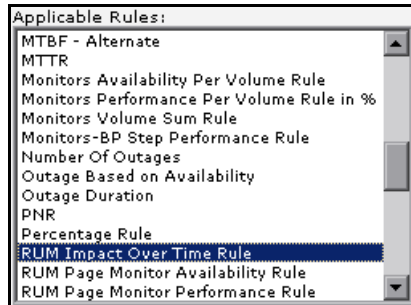 Applicable Rules:
MTBF - Alternate
MTTR
Monitors Availability Per Volume Rule
Monitors Performance Per Volume Rule in %
Monitors Volume Sum Rule
Monitors-BP Step Performance Rule
Number Of Outages
Outage Based on Availability
Outage Duration
PNR
Percentage Rule
RUM Impact Over Time Rule
RUM Page Monitor Availability Rule
RUM Page Monitor Performance Rule